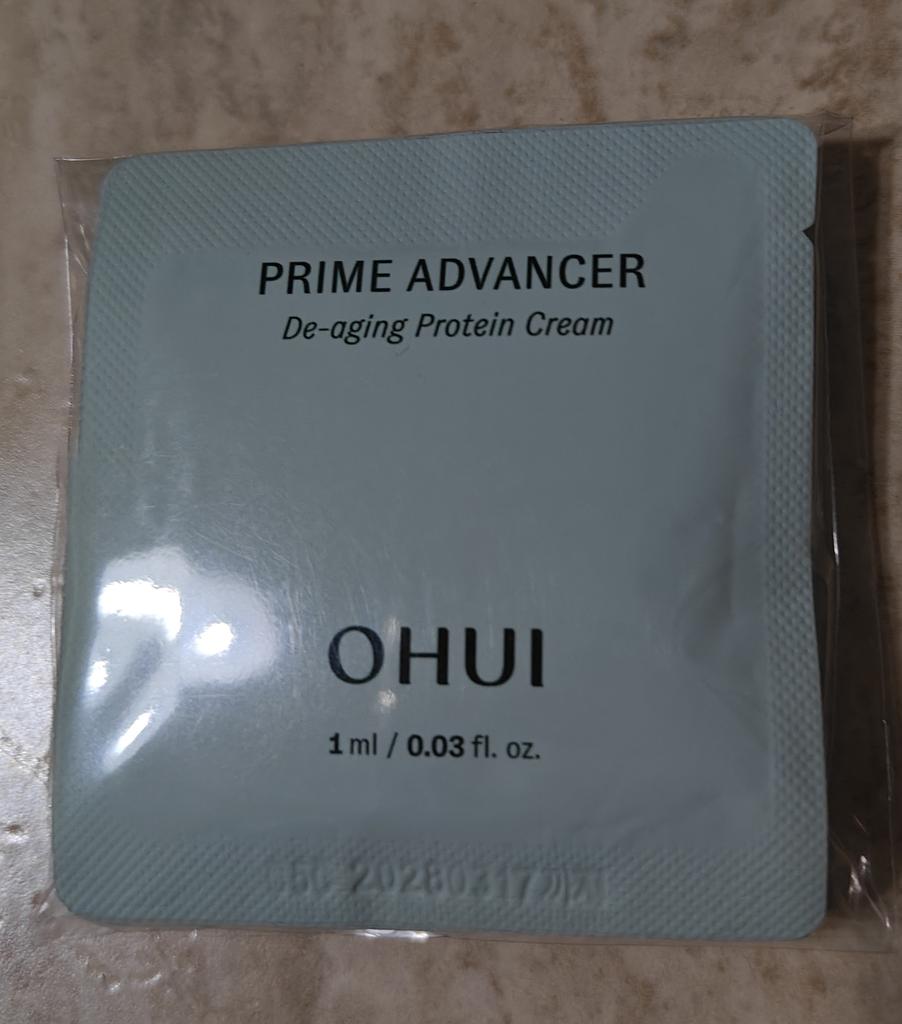 PRIME ADVANCER
De-aging Protein Cream
OHUI
1 ml / 0.03 fl. oz.
20280317까지